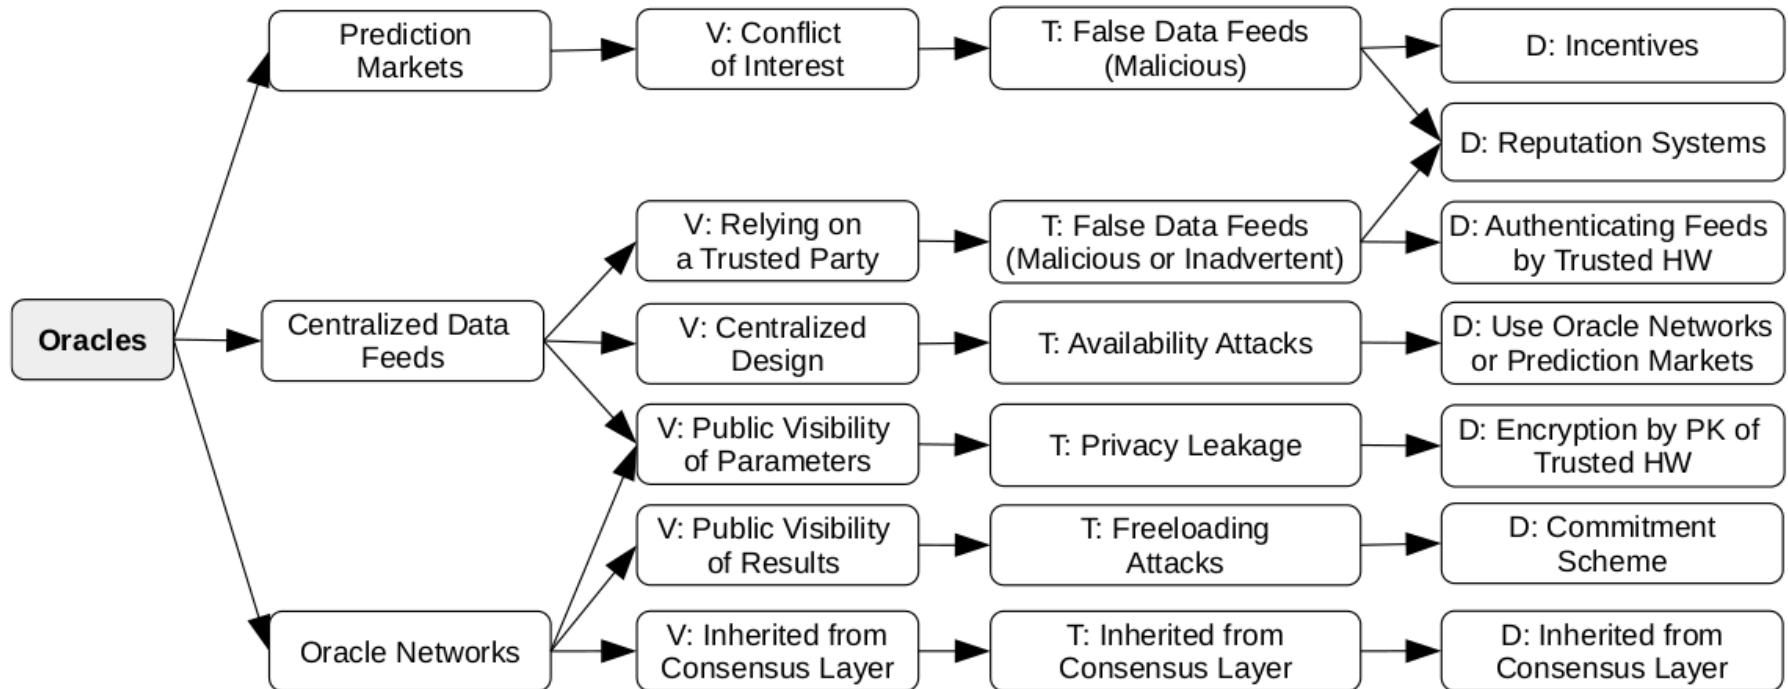 Prediction
Markets
V: Conflict
of Interest
T: False Data Feeds
(Malicious)
D: Incentives
D: Reputation Systems
V: Relying on
a Trusted Party
T: False Data Feeds
(Malicious or Inadvertent)
D: Authenticating Feeds
by Trusted HW
Oracles
Centralized Data
Feeds
V: Centralized
Design
T: Availability Attacks
D: Use Oracle Networks
or Prediction Markets
V: Public Visibility
of Parameters
T: Privacy Leakage
D: Encryption by PK of
Trusted HW
V: Public Visibility
of Results
T: Freeloading
Attacks
D: Commitment
Scheme
Oracle Networks
V: Inherited from
Consensus Layer
T: Inherited from
Consensus Layer
D: Inherited from
Consensus Layer